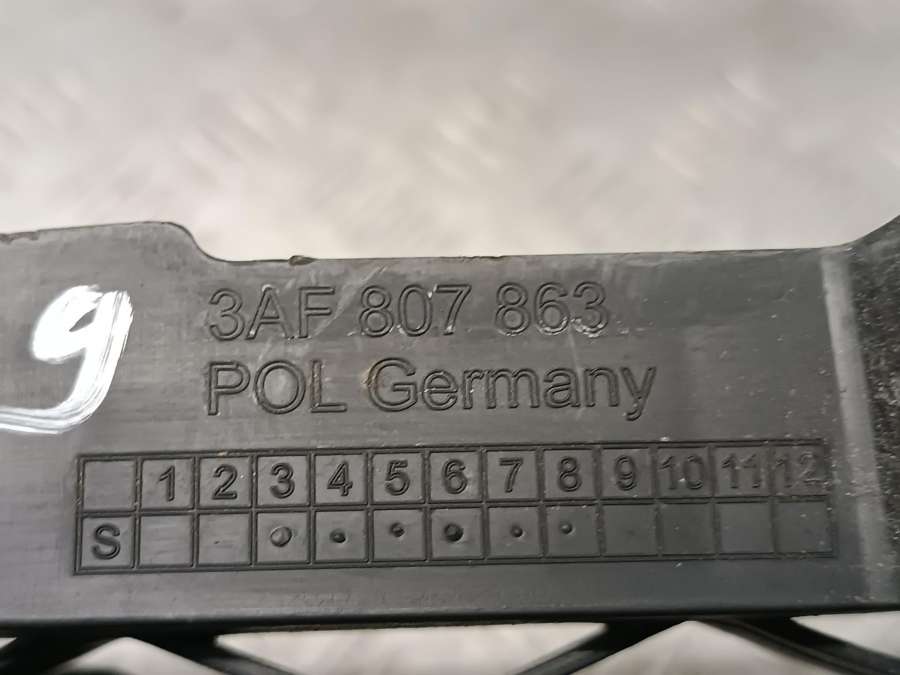 3AF 807 863
POL Germany
1 2 3 4 5 6 7 8 9 10 11 12
S
9